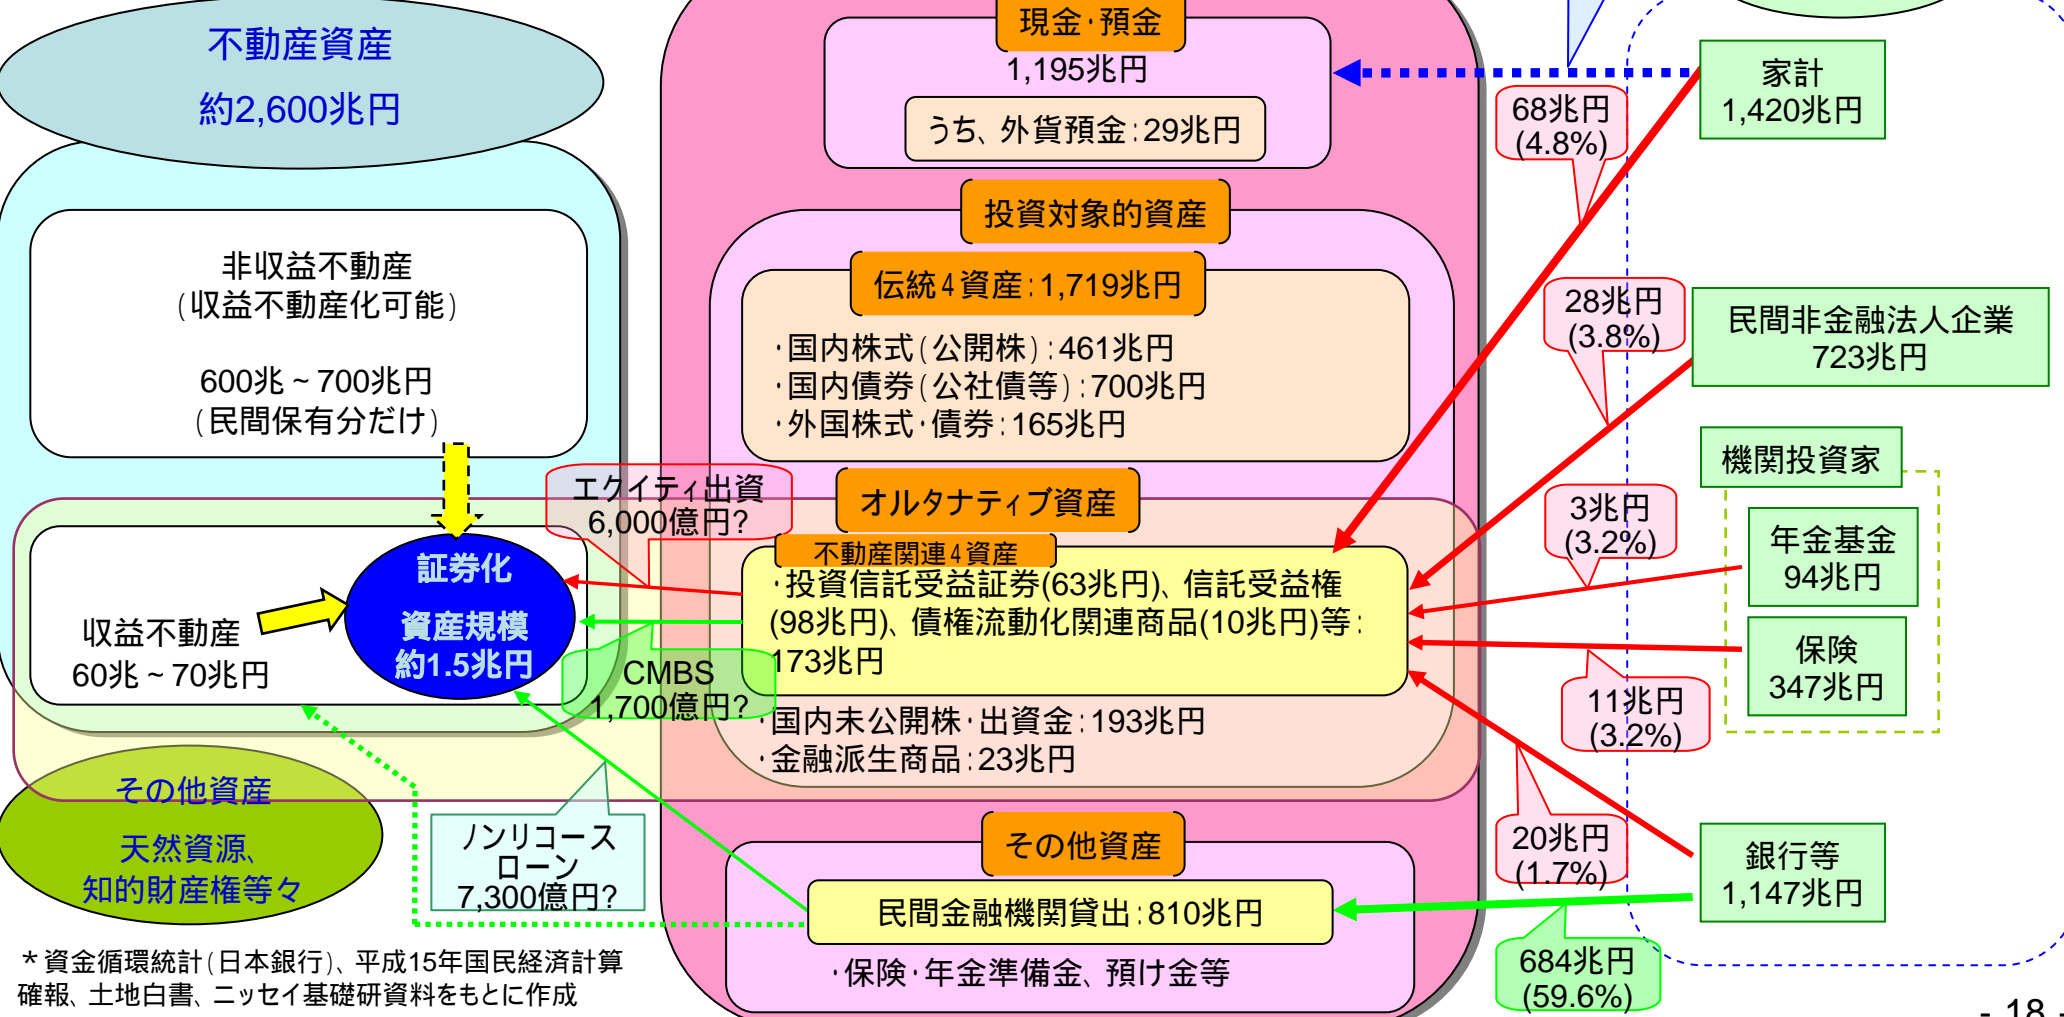 不動産資産
約2,600兆円
非収益不動産
(収益不動産化可能)
600兆~700兆円
(民間保有分だけ)
収益不動産
60兆~70兆円
証券化
資産規模
約1.5兆円
その他資産
天然資源、
知的財産権等々
エクイティ出資
6,000億円?
CMBS
1,700億円?
ノンリコース
ローン
7,300億円?
現金・預金
1,195兆円
うち、外貨預金:29兆円
投資対象的資産
伝統4資産:1,719兆円
・国内株式(公開株):461兆円
・国内債券(公社債等):700兆円
・外国株式・債券:165兆円
オルタナティブ資産
不動産関連4資産
・投資信託受益証券(63兆円)、信託受益権
(98兆円)、債権流動化関連商品(10兆円)等:
173兆円
・国内未公開株・出資金:193兆円
・金融派生商品:23兆円
その他資産
民間金融機関貸出:810兆円
・保険・年金準備金、預け金等
68兆円
(4.8%)
28兆円
(3.8%)
3兆円
(3.2%)
11兆円
(3.2%)
20兆円
(1.7%)
684兆円
(59.6%)
家計
1,420兆円
民間非金融法人企業
723兆円
機関投資家
年金基金
94兆円
保険
347兆円
銀行等
1,147兆円
*資金循環統計(日本銀行)、平成15年国民経済計算
確報、土地白書、ニッセイ基礎研資料をもとに作成
- 18 -